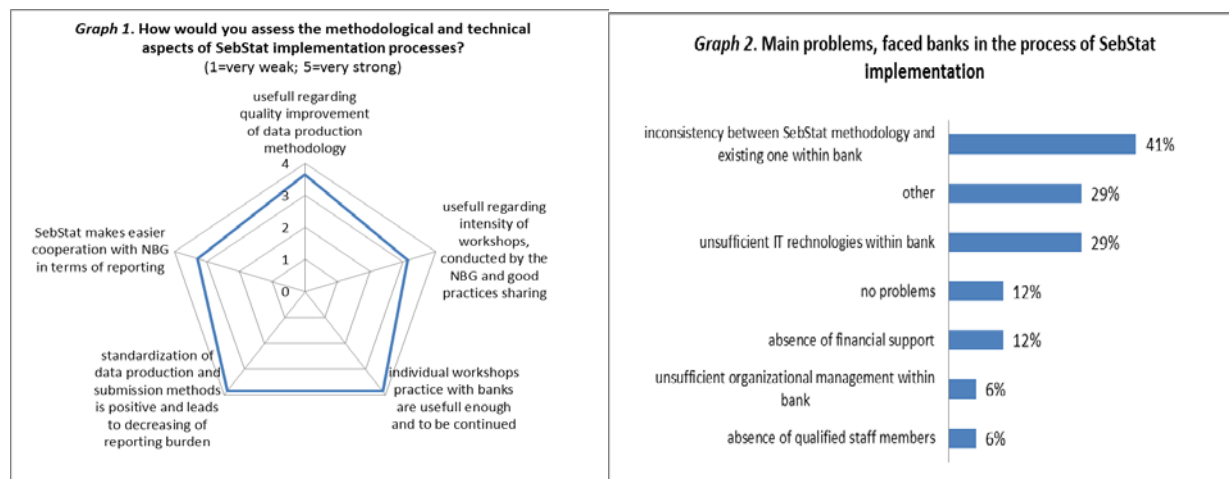 Graph 1. How would you assess the methodological and technical
aspects of SebStat implementation processes?
(1=very weak; 5=very strong)
usefull regarding
quality improvement
of data production
methodology
4
3
2
1
0
usefull regarding
intensity of
workshops,
conducted by the
NBG and good
practices sharing
SebStat makes easier
cooperation with NBG
in terms of reporting
standardization of
data production and
submission methods
is positive and leads
to decreasing of
reporting burden
individual workshops
practice with banks
are usefull enough
and to be continued
Graph 2. Main problems, faced banks in the process of SebStat
implementation
inconsistency between SebStat methodology and
existing one within bank
41%
other
29%
unsufficient IT technologies within bank
29%
no problems
12%
absence of financial support
12%
unsufficient organizational management within
bank
6%
absence of qualified staff members
6%